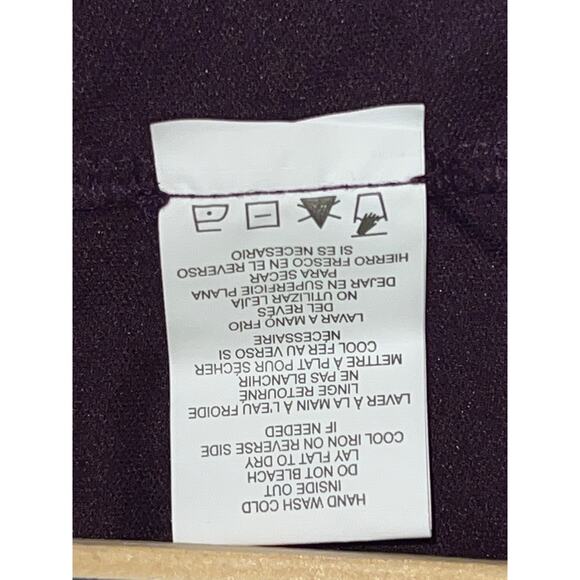 HAND WASH COLD
INSIDE OUT
DO NOT BLEACH
LAY FLAT TO DRY
COOL IRON ON REVERSE SIDE
IF NEEDED
LAVER À LA MAIN À L'EAU FROIDE
LINGE RETOURNÉ
NE PAS BLANCHIR
METTRE À PLAT POUR SÉCHER
COOL FER AU VERSO SI
NÉCESSAIRE
LAVAR A MANO FRÍO
DEL REVÉS
NO UTILIZAR LEJÍA
DEJAR EN SUPERFICIE PLANA
PARA SECAR
HIERRO FRESCO EN EL REVERSO
SI ES NECESARIO